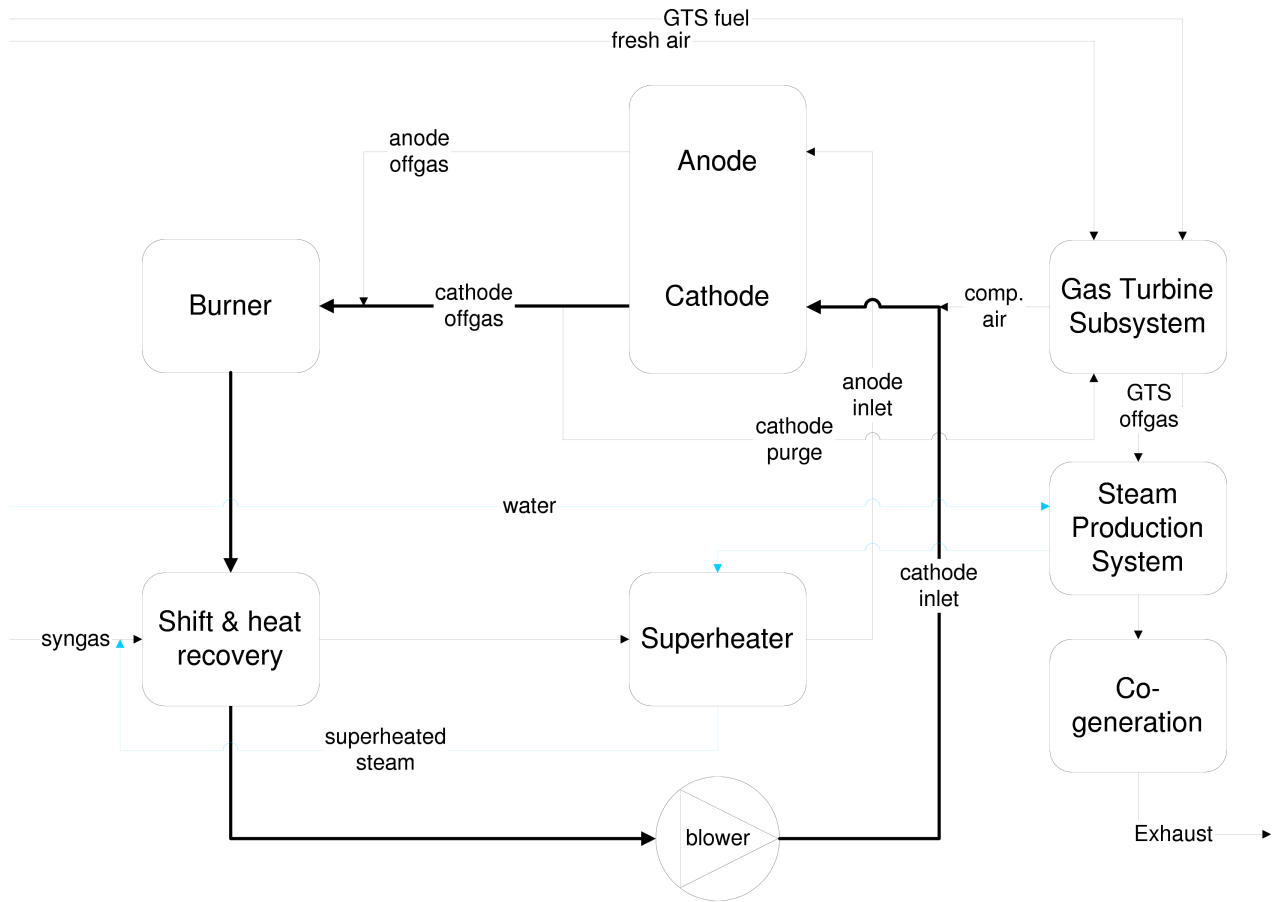 GTS fuel
fresh air
anode
offgas
Anode
Burner
cathode
offgas
Cathode
comp.
air
Gas Turbine
Subsystem
anode
inlet
GTS
offgas
cathode
purge
water
Steam
Production
System
cathode
inlet
syngas
Shift & heat
recovery
Superheater
Co-
generation
superheated
steam
blower
Exhaust